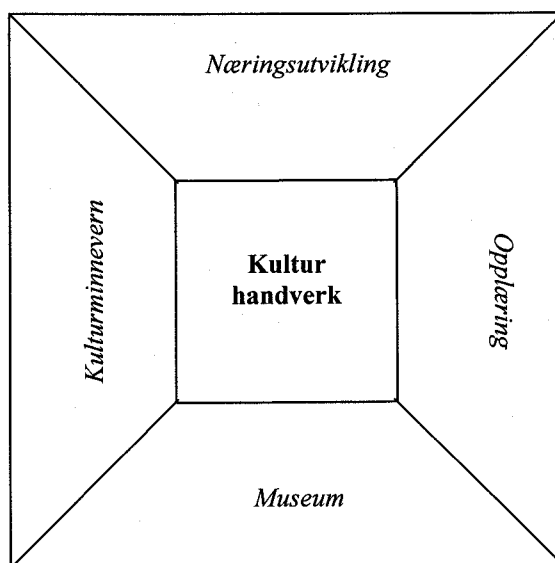 Næringsutvikling
Kulturminnevern
Kultur
handverk
Opplæring
Museum